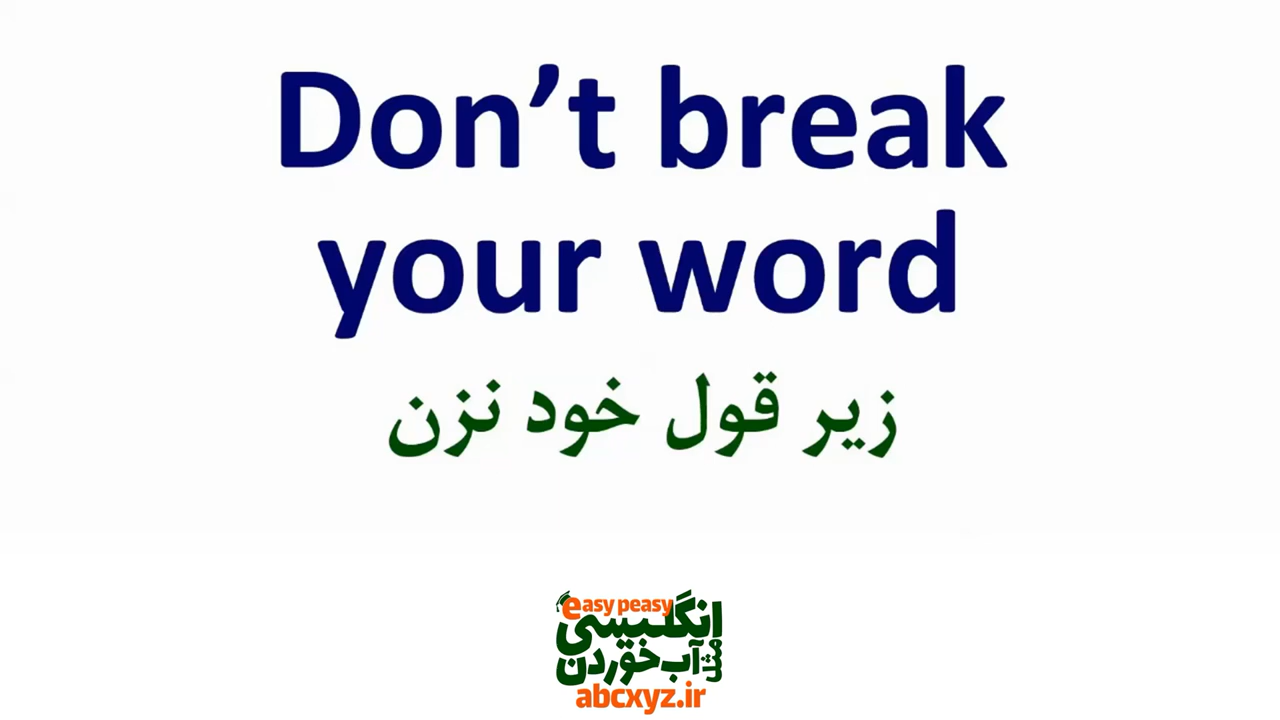 Don’t break
your word
زیر قول خود نزن
easy peasy
انگلیسی
مثل آب خوردن
abcxyz.ir